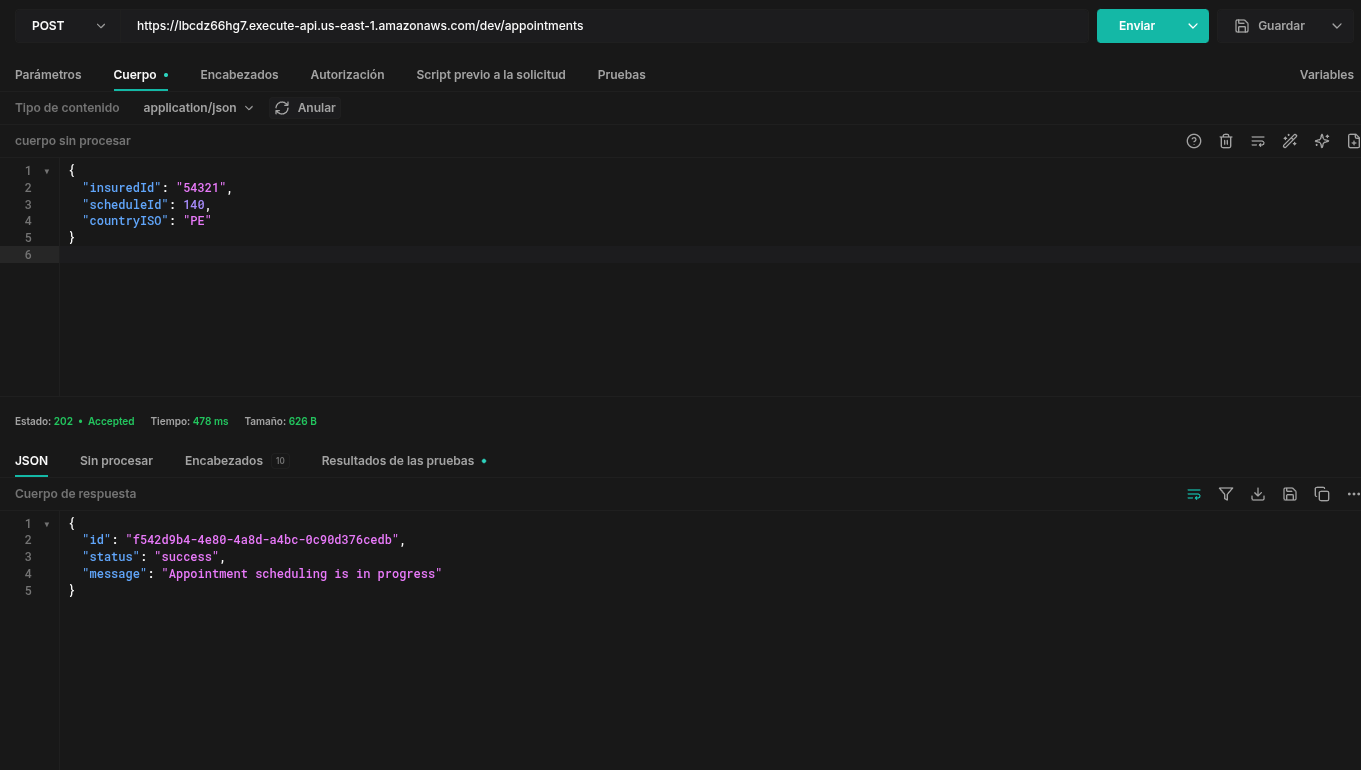 POST https://lbcdz66hg7.execute-api.us-east-1.amazonaws.com/dev/appointments Enviar Guardar
Parámetros Cuerpo • Encabezados Autorización Script previo a la solicitud Pruebas Variables
Tipo de contenido application/json Anular
cuerpo sin procesar
1 {
2 "insuredId": "54321",
3 "scheduleId": 140,
4 "countryISO": "PE"
5 }
6
Estado: 202 • Accepted Tiempo: 478 ms Tamaño: 626 B
JSON Sin procesar Encabezados 10 Resultados de las pruebas •
Cuerpo de respuesta
1 {
2 "id": "f542d9b4-4e80-4a8d-a4bc-0c90d376cedb",
3 "status": "success",
4 "message": "Appointment scheduling is in progress"
5 }